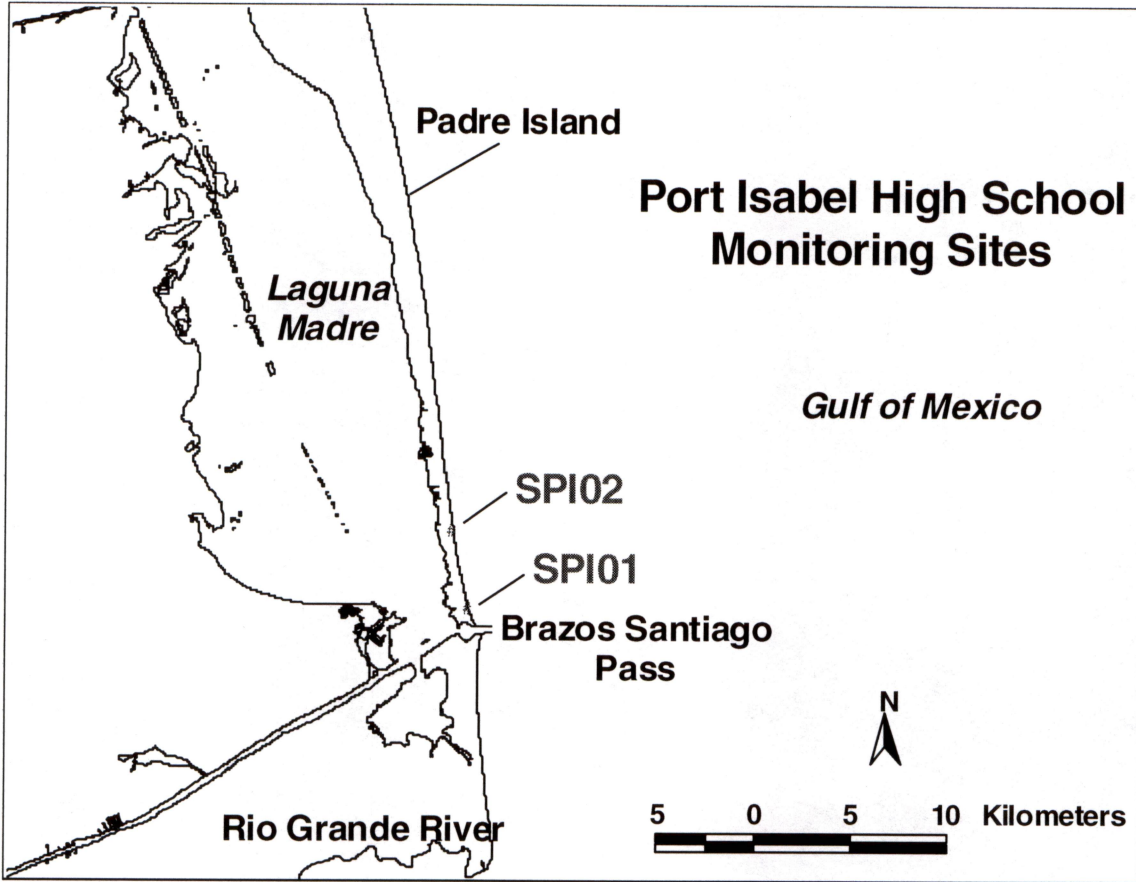 Padre Island
Port Isabel High School
Monitoring Sites
Laguna
Madre
Gulf of Mexico
SPI02
SPI01
Brazos Santiago
Pass
N
5 0 5 10 Kilometers
Rio Grande River